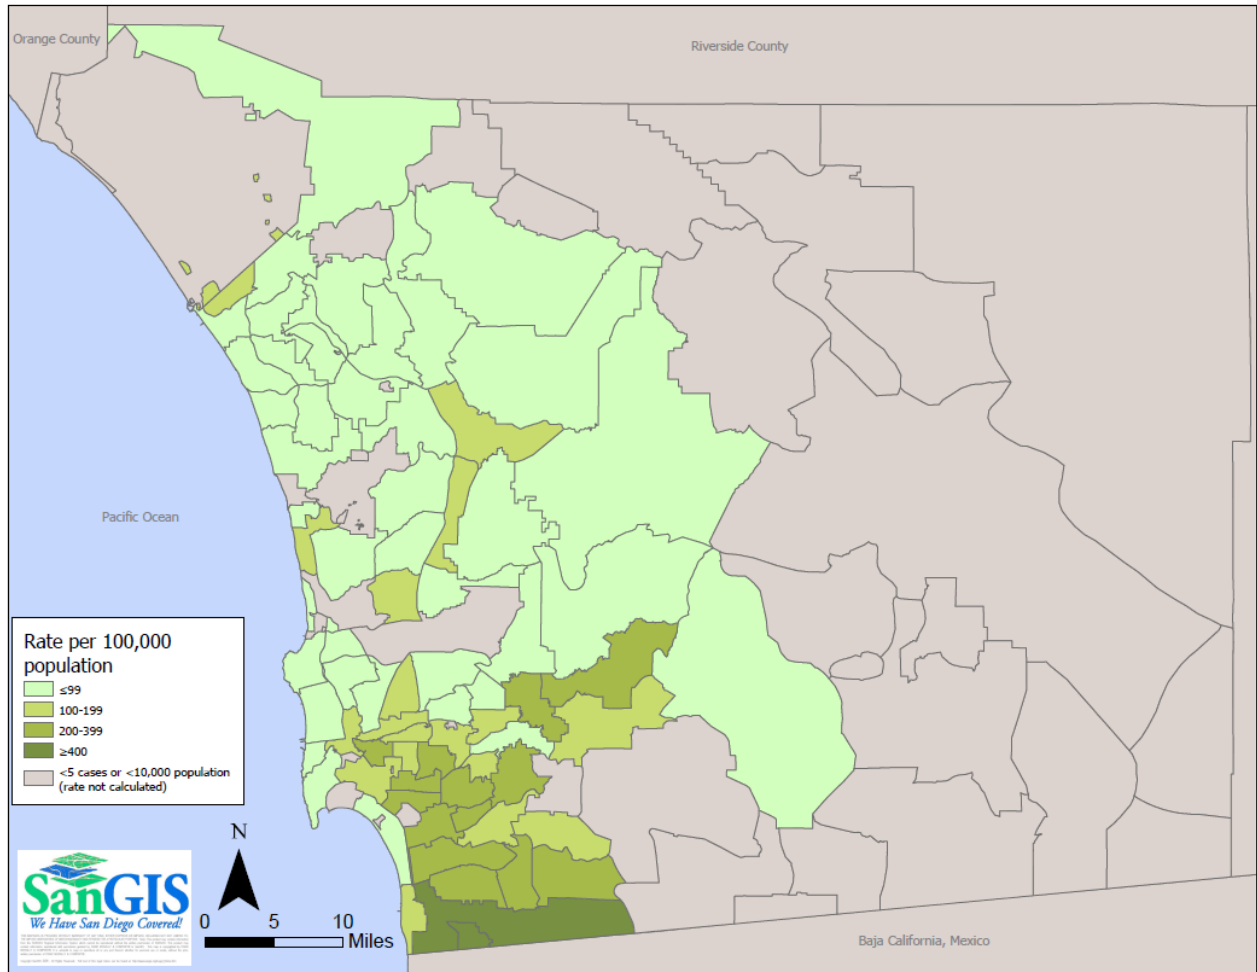 Orange County
Riverside County
Pacific Ocean
Rate per 100,000
population
≤99
100-199
200-399
≥400
<5 cases or <10,000 population
(rate not calculated)
N
0 5 10
Miles
SanGIS
We Have San Diego Covered!
Baja California, Mexico